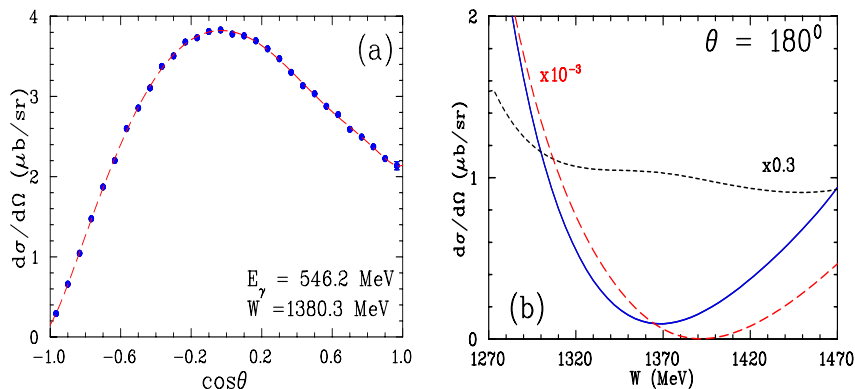 4
3
2
1
0
dσ/dΩ (μb/sr)
(a)
E_γ = 546.2 MeV
W =1380.3 MeV
-1.0 -0.6 -0.2 0.2 0.6 1.0
cosθ
2
1
0
dσ/dΩ (μb/sr)
θ = 180⁰
x10⁻³
x0.3
(b)
1270 1320 1370 1420 1470
W (MeV)